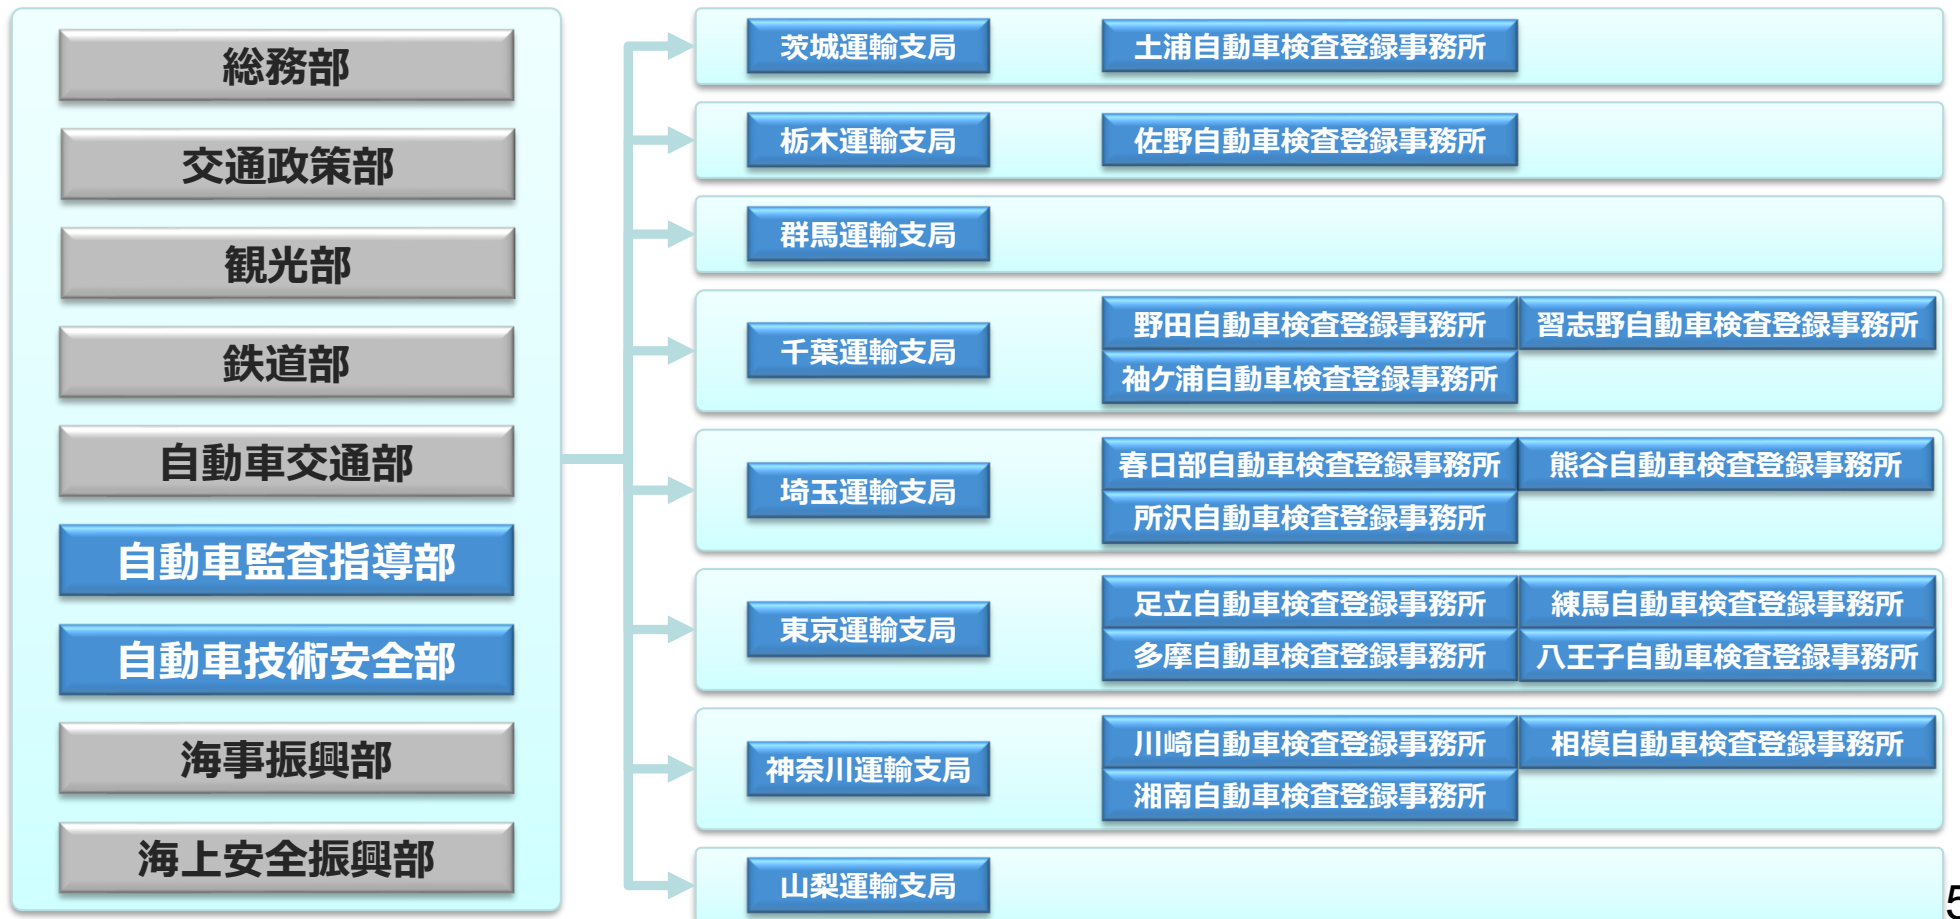 総務部
交通政策部
観光部
鉄道部
自動車交通部
自動車監査指導部
自動車技術安全部
海事振興部
海上安全振興部
茨城運輸支局 土浦自動車検査登録事務所
栃木運輸支局 佐野自動車検査登録事務所
群馬運輸支局
千葉運輸支局
野田自動車検査登録事務所 習志野自動車検査登録事務所
袖ケ浦自動車検査登録事務所
埼玉運輸支局
春日部自動車検査登録事務所 熊谷自動車検査登録事務所
所沢自動車検査登録事務所
東京運輸支局
足立自動車検査登録事務所 練馬自動車検査登録事務所
多摩自動車検査登録事務所 八王子自動車検査登録事務所
神奈川運輸支局
川崎自動車検査登録事務所 相模自動車検査登録事務所
湘南自動車検査登録事務所
山梨運輸支局
5